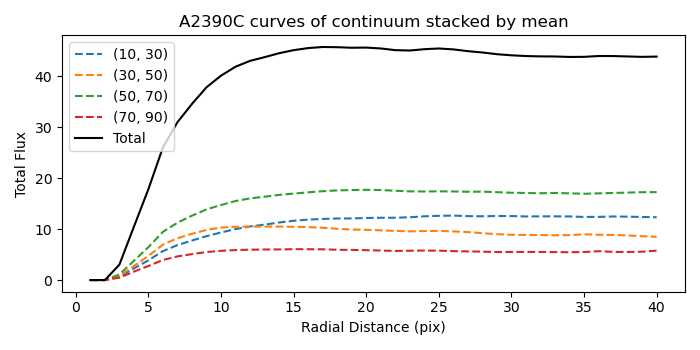 A2390C curves of continuum stacked by mean
Total Flux
40
30
20
10
0
(10, 30)
(30, 50)
(50, 70)
(70, 90)
Total
0 5 10 15 20 25 30 35 40
Radial Distance (pix)